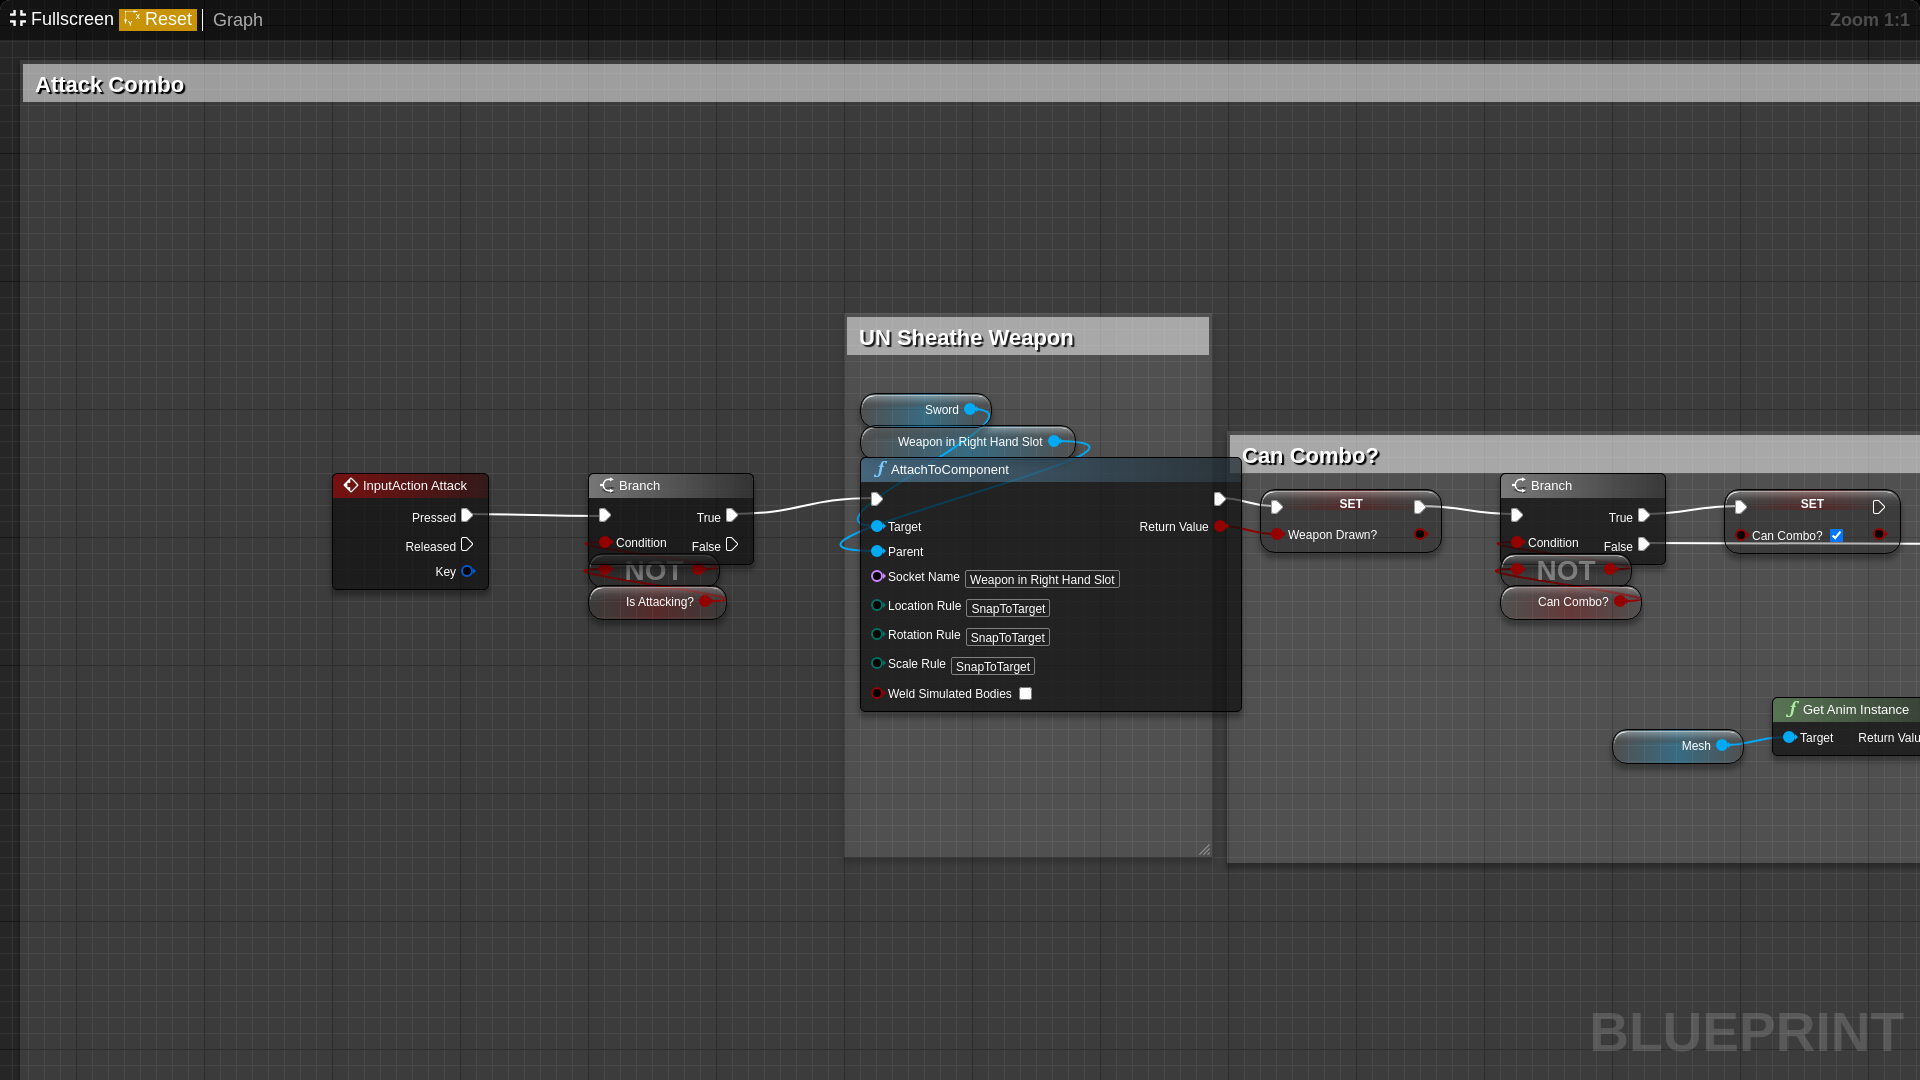 Fullscreen Reset Graph Zoom 1:1
Attack Combo
UN Sheathe Weapon
Sword
Weapon in Right Hand Slot
Can Combo?
InputAction Attack
Pressed
Released
Key
Branch
True
Condition
False
NOT
Is Attacking?
AttachToComponent
Target
Return Value
Parent
Socket Name Weapon in Right Hand Slot
Location Rule SnapToTarget
Rotation Rule SnapToTarget
Scale Rule SnapToTarget
Weld Simulated Bodies
SET
Weapon Drawn?
Branch
True
Condition
False
NOT
Can Combo?
SET
Can Combo?
Mesh
Get Anim Instance
Target Return Valu
BLUEPRINT